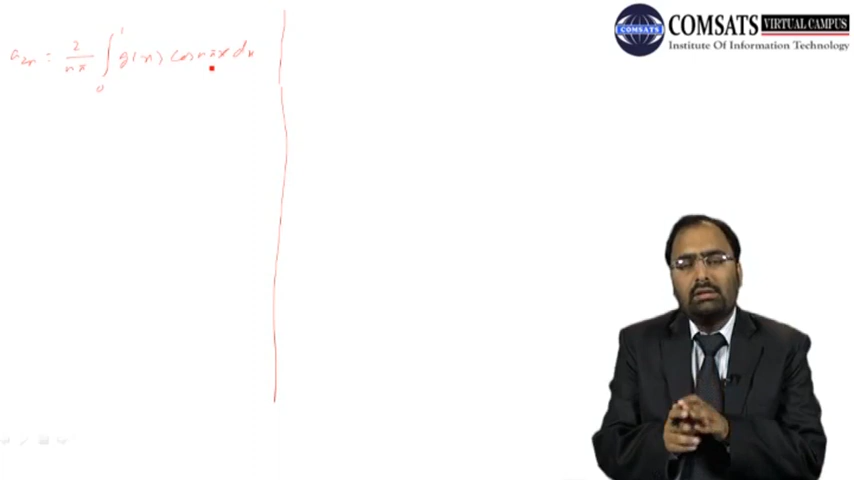 a₂ₙ = 2/nπ ∫₀¹ g(x) cos nπx dx
COMSATS VIRTUAL CAMPUS
Institute Of Information Technology
COMSATS